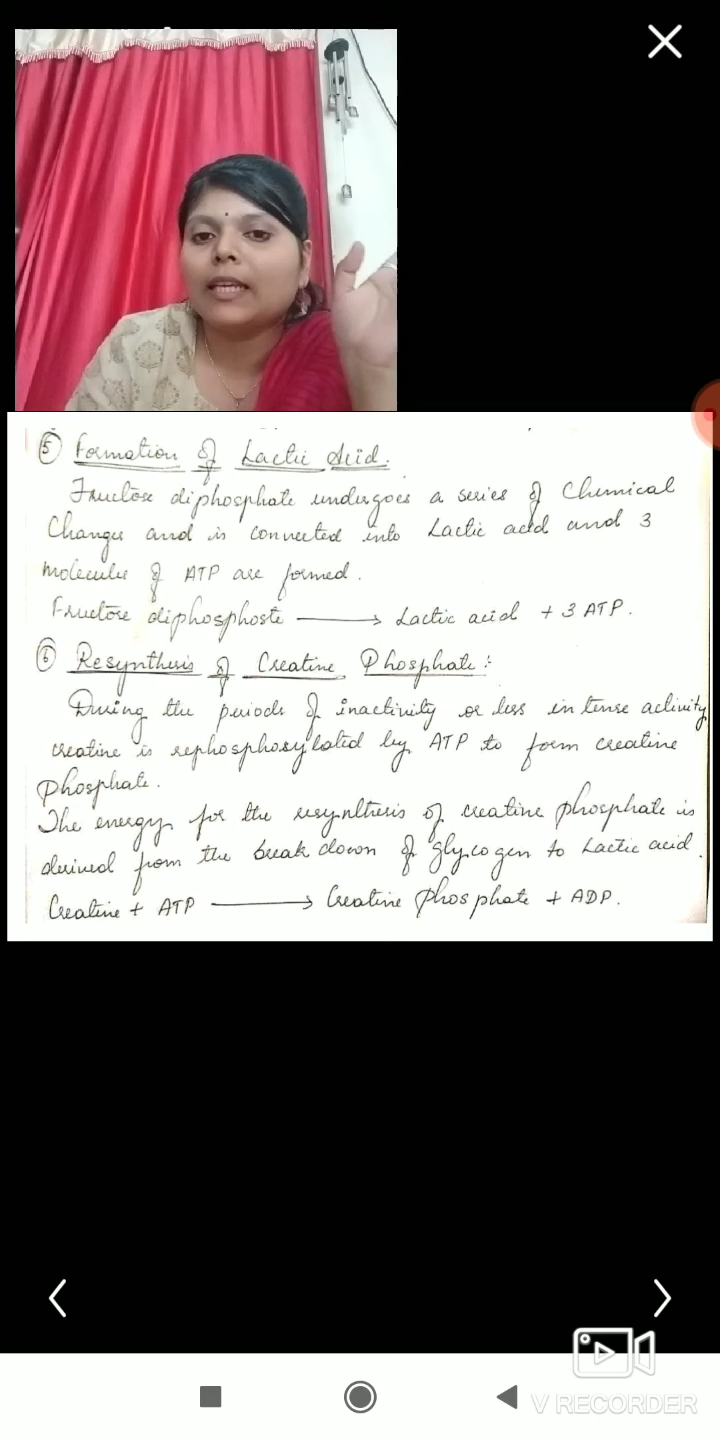 5 Formation of Lactic Acid.
Fructose diphosphate undergoes a series of Chemical
Changes and is converted into Lactic acid and 3
molecules of ATP are formed.
Fructose diphosphoste → Lactic acid + 3 ATP.
6 Resynthesis of Creatine Phosphate :-
During the periods of inactivity or less intense activity
creatine is rephosphosylated by ATP to form creatine
phosphate.
The energy for the resynthesis of creatine phosphate is
derived from the break down of glycogen to Lactic acid.
Creatine + ATP → Creatine phosphate + ADP.
V RECORDER